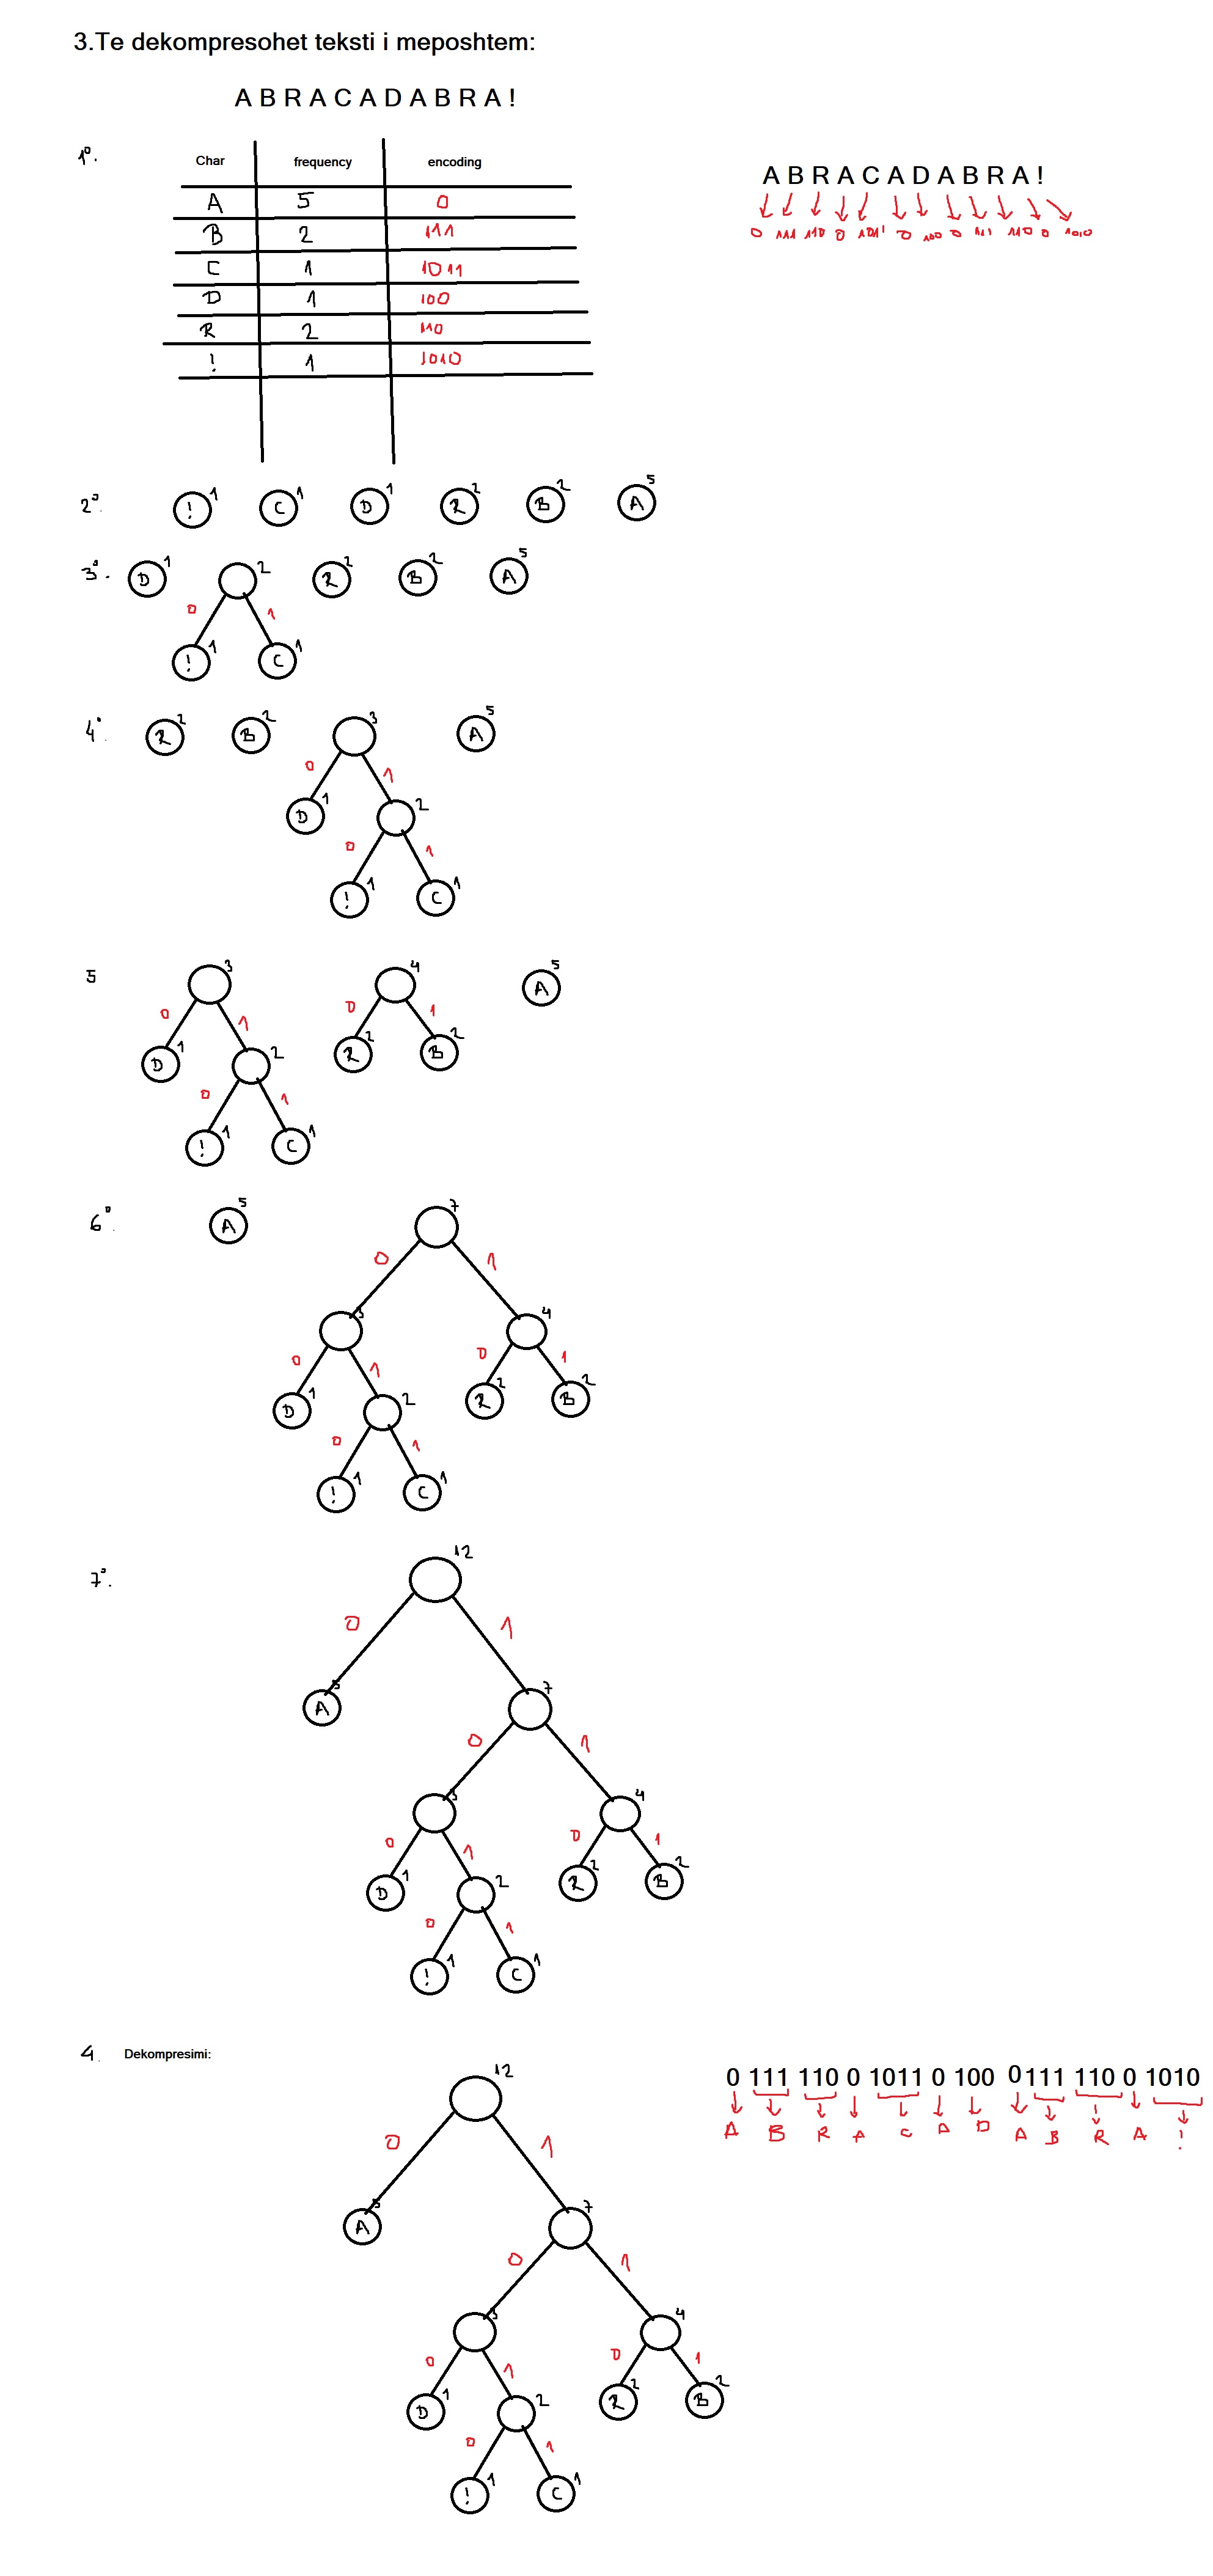 3.Te dekompresohet teksti i meposhtem:
A B R A C A D A B R A !
1°.
Char frequency encoding
A 5 0
B 2 111
C 1 1011
D 1 100
R 2 110
! 1 1010
A B R A C A D A B R A !
0 111 110 0 1011 0 100 0 111 110 0 1010
2°. ! 1 C 1 D 1 R 2 B 2 A 5
3°. D 1 2 R 2 B 2 A 5
0 1
! 1 C 1
4° R 2 B 2 3 A 5
0 1
D 1 2
0 1
! 1 C 1
5 3 4 A 5
0 1 0 1
D 1 2 R 2 B 2
0 1
! 1 C 1
6°. A 5 7
0 1
3 4
0 1 0 1
D 1 2 R 2 B 2
0 1
! 1 C 1
7°. 12
0 1
A 5 7
0 1
3 4
0 1 0 1
D 1 2 R 2 B 2
0 1
! 1 C 1
4. Dekompresimi:
12
0 1
A 5 7
0 1
3 4
0 1 0 1
D 1 2 R 2 B 2
0 1
! 1 C 1
0 111 110 0 1011 0 100 0111 110 0 1010
A B R A C A D A B R A !